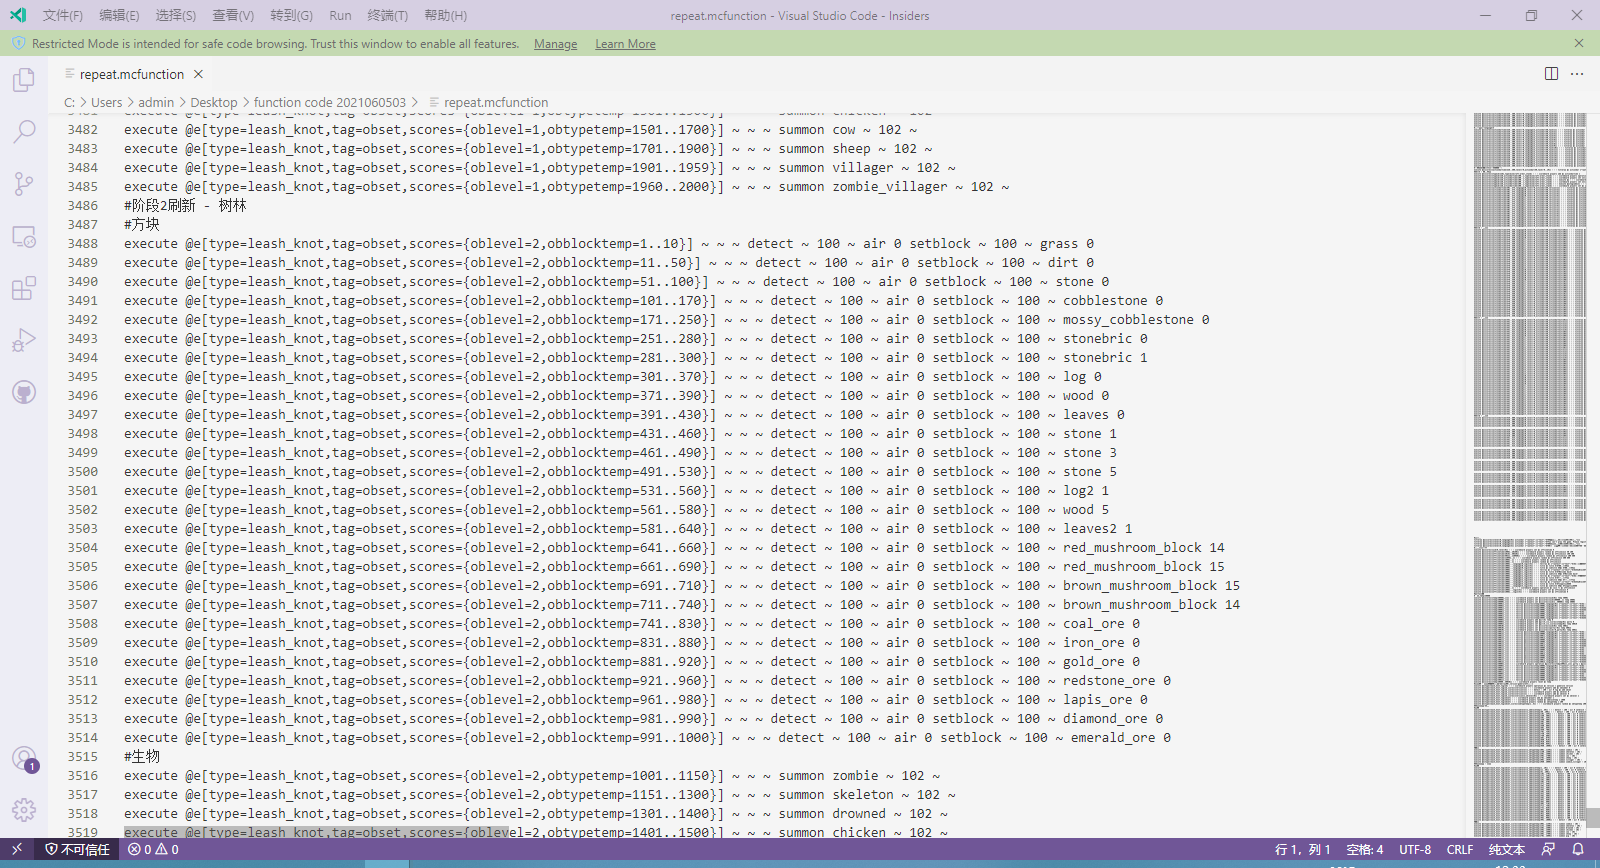 文件(F) 编辑(E) 选择(S) 查看(V) 转到(G) Run 终端(T) 帮助(H) repeat.mcfunction - Visual Studio Code - Insiders
Restricted Mode is intended for safe code browsing. Trust this window to enable all features. Manage Learn More
repeat.mcfunction
C: > Users > admin > Desktop > function code 2021060503 > repeat.mcfunction
3482 execute @e[type=leash_knot,tag=obset,scores={oblevel=1,obtypetemp=1501..1700}] ~ ~ ~ summon cow ~ 102 ~
3483 execute @e[type=leash_knot,tag=obset,scores={oblevel=1,obtypetemp=1701..1900}] ~ ~ ~ summon sheep ~ 102 ~
3484 execute @e[type=leash_knot,tag=obset,scores={oblevel=1,obtypetemp=1901..1959}] ~ ~ ~ summon villager ~ 102 ~
3485 execute @e[type=leash_knot,tag=obset,scores={oblevel=1,obtypetemp=1960..2000}] ~ ~ ~ summon zombie_villager ~ 102 ~
3486 #阶段2刷新 - 树林
3487 #方块
3488 execute @e[type=leash_knot,tag=obset,scores={oblevel=2,obblocktemp=1..10}] ~ ~ ~ detect ~ 100 ~ air 0 setblock ~ 100 ~ grass 0
3489 execute @e[type=leash_knot,tag=obset,scores={oblevel=2,obblocktemp=11..50}] ~ ~ ~ detect ~ 100 ~ air 0 setblock ~ 100 ~ dirt 0
3490 execute @e[type=leash_knot,tag=obset,scores={oblevel=2,obblocktemp=51..100}] ~ ~ ~ detect ~ 100 ~ air 0 setblock ~ 100 ~ stone 0
3491 execute @e[type=leash_knot,tag=obset,scores={oblevel=2,obblocktemp=101..170}] ~ ~ ~ detect ~ 100 ~ air 0 setblock ~ 100 ~ cobblestone 0
3492 execute @e[type=leash_knot,tag=obset,scores={oblevel=2,obblocktemp=171..250}] ~ ~ ~ detect ~ 100 ~ air 0 setblock ~ 100 ~ mossy_cobblestone 0
3493 execute @e[type=leash_knot,tag=obset,scores={oblevel=2,obblocktemp=251..280}] ~ ~ ~ detect ~ 100 ~ air 0 setblock ~ 100 ~ stonebric 0
3494 execute @e[type=leash_knot,tag=obset,scores={oblevel=2,obblocktemp=281..300}] ~ ~ ~ detect ~ 100 ~ air 0 setblock ~ 100 ~ stonebric 1
3495 execute @e[type=leash_knot,tag=obset,scores={oblevel=2,obblocktemp=301..370}] ~ ~ ~ detect ~ 100 ~ air 0 setblock ~ 100 ~ log 0
3496 execute @e[type=leash_knot,tag=obset,scores={oblevel=2,obblocktemp=371..390}] ~ ~ ~ detect ~ 100 ~ air 0 setblock ~ 100 ~ wood 0
3497 execute @e[type=leash_knot,tag=obset,scores={oblevel=2,obblocktemp=391..430}] ~ ~ ~ detect ~ 100 ~ air 0 setblock ~ 100 ~ leaves 0
3498 execute @e[type=leash_knot,tag=obset,scores={oblevel=2,obblocktemp=431..460}] ~ ~ ~ detect ~ 100 ~ air 0 setblock ~ 100 ~ stone 1
3499 execute @e[type=leash_knot,tag=obset,scores={oblevel=2,obblocktemp=461..490}] ~ ~ ~ detect ~ 100 ~ air 0 setblock ~ 100 ~ stone 3
3500 execute @e[type=leash_knot,tag=obset,scores={oblevel=2,obblocktemp=491..530}] ~ ~ ~ detect ~ 100 ~ air 0 setblock ~ 100 ~ stone 5
3501 execute @e[type=leash_knot,tag=obset,scores={oblevel=2,obblocktemp=531..560}] ~ ~ ~ detect ~ 100 ~ air 0 setblock ~ 100 ~ log2 1
3502 execute @e[type=leash_knot,tag=obset,scores={oblevel=2,obblocktemp=561..580}] ~ ~ ~ detect ~ 100 ~ air 0 setblock ~ 100 ~ wood 5
3503 execute @e[type=leash_knot,tag=obset,scores={oblevel=2,obblocktemp=581..640}] ~ ~ ~ detect ~ 100 ~ air 0 setblock ~ 100 ~ leaves2 1
3504 execute @e[type=leash_knot,tag=obset,scores={oblevel=2,obblocktemp=641..660}] ~ ~ ~ detect ~ 100 ~ air 0 setblock ~ 100 ~ red_mushroom_block 14
3505 execute @e[type=leash_knot,tag=obset,scores={oblevel=2,obblocktemp=661..690}] ~ ~ ~ detect ~ 100 ~ air 0 setblock ~ 100 ~ red_mushroom_block 15
3506 execute @e[type=leash_knot,tag=obset,scores={oblevel=2,obblocktemp=691..710}] ~ ~ ~ detect ~ 100 ~ air 0 setblock ~ 100 ~ brown_mushroom_block 15
3507 execute @e[type=leash_knot,tag=obset,scores={oblevel=2,obblocktemp=711..740}] ~ ~ ~ detect ~ 100 ~ air 0 setblock ~ 100 ~ brown_mushroom_block 14
3508 execute @e[type=leash_knot,tag=obset,scores={oblevel=2,obblocktemp=741..830}] ~ ~ ~ detect ~ 100 ~ air 0 setblock ~ 100 ~ coal_ore 0
3509 execute @e[type=leash_knot,tag=obset,scores={oblevel=2,obblocktemp=831..880}] ~ ~ ~ detect ~ 100 ~ air 0 setblock ~ 100 ~ iron_ore 0
3510 execute @e[type=leash_knot,tag=obset,scores={oblevel=2,obblocktemp=881..920}] ~ ~ ~ detect ~ 100 ~ air 0 setblock ~ 100 ~ gold_ore 0
3511 execute @e[type=leash_knot,tag=obset,scores={oblevel=2,obblocktemp=921..960}] ~ ~ ~ detect ~ 100 ~ air 0 setblock ~ 100 ~ redstone_ore 0
3512 execute @e[type=leash_knot,tag=obset,scores={oblevel=2,obblocktemp=961..980}] ~ ~ ~ detect ~ 100 ~ air 0 setblock ~ 100 ~ lapis_ore 0
3513 execute @e[type=leash_knot,tag=obset,scores={oblevel=2,obblocktemp=981..990}] ~ ~ ~ detect ~ 100 ~ air 0 setblock ~ 100 ~ diamond_ore 0
3514 execute @e[type=leash_knot,tag=obset,scores={oblevel=2,obblocktemp=991..1000}] ~ ~ ~ detect ~ 100 ~ air 0 setblock ~ 100 ~ emerald_ore 0
3515 #生物
3516 execute @e[type=leash_knot,tag=obset,scores={oblevel=2,obtypetemp=1001..1150}] ~ ~ ~ summon zombie ~ 102 ~
3517 execute @e[type=leash_knot,tag=obset,scores={oblevel=2,obtypetemp=1151..1300}] ~ ~ ~ summon skeleton ~ 102 ~
3518 execute @e[type=leash_knot,tag=obset,scores={oblevel=2,obtypetemp=1301..1400}] ~ ~ ~ summon drowned ~ 102 ~
3519 execute @e[type=leash_knot,tag=obset,scores={oblevel=2,obtypetemp=1401..1500}] ~ ~ ~ summon chicken ~ 102 ~
1
不可信任 0 0 行 1，列 1 空格: 4 UTF-8 CRLF 纯文本